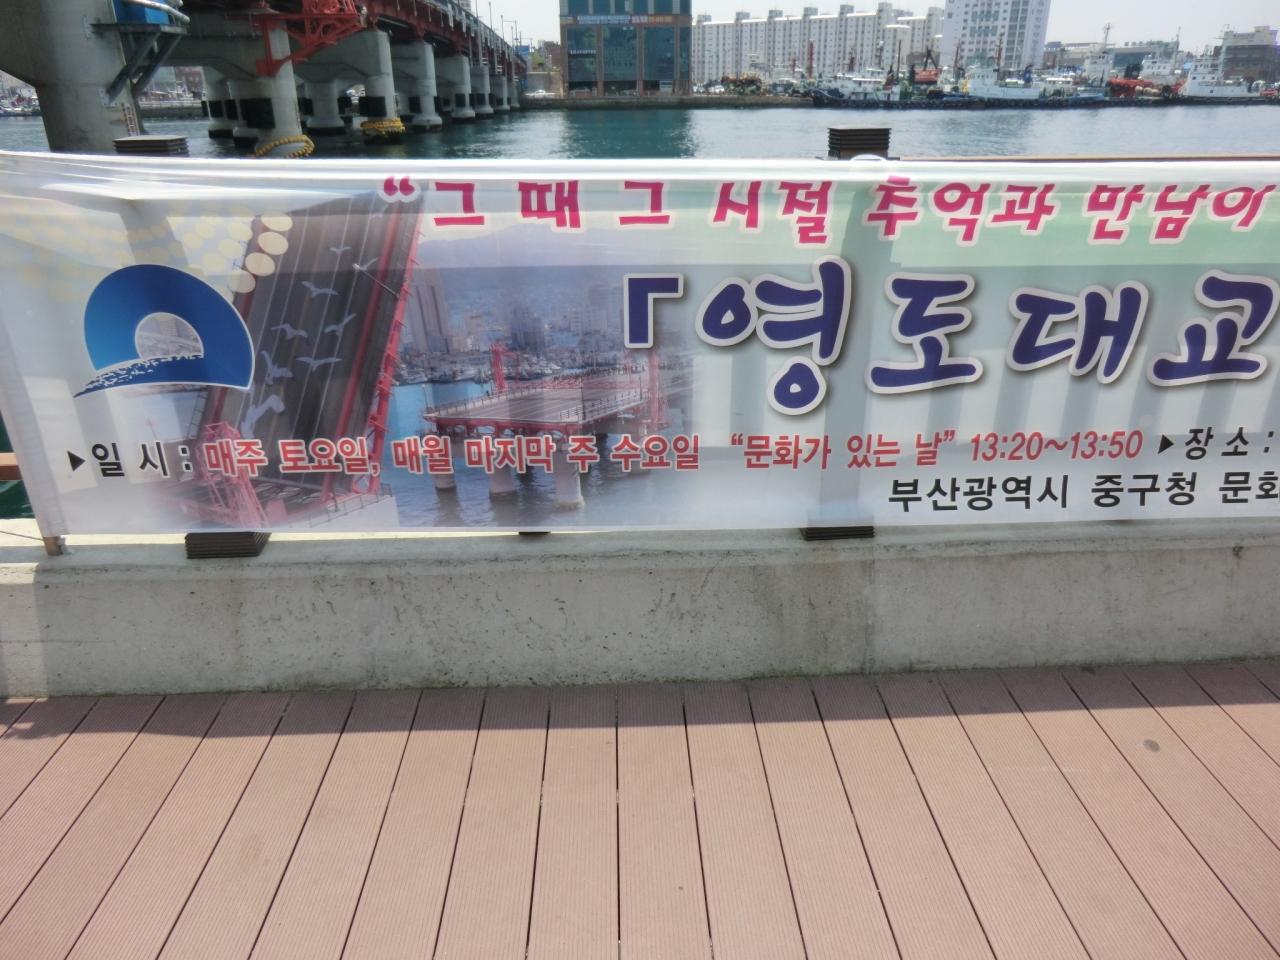 “그 때 그 시절 추억과 만남이
「영도대교
▶일 시 : 매주 토요일, 매월 마지막 주 수요일 “문화가 있는 날” 13:20~13:50 ▶장 소 :
부산광역시 중구청 문화